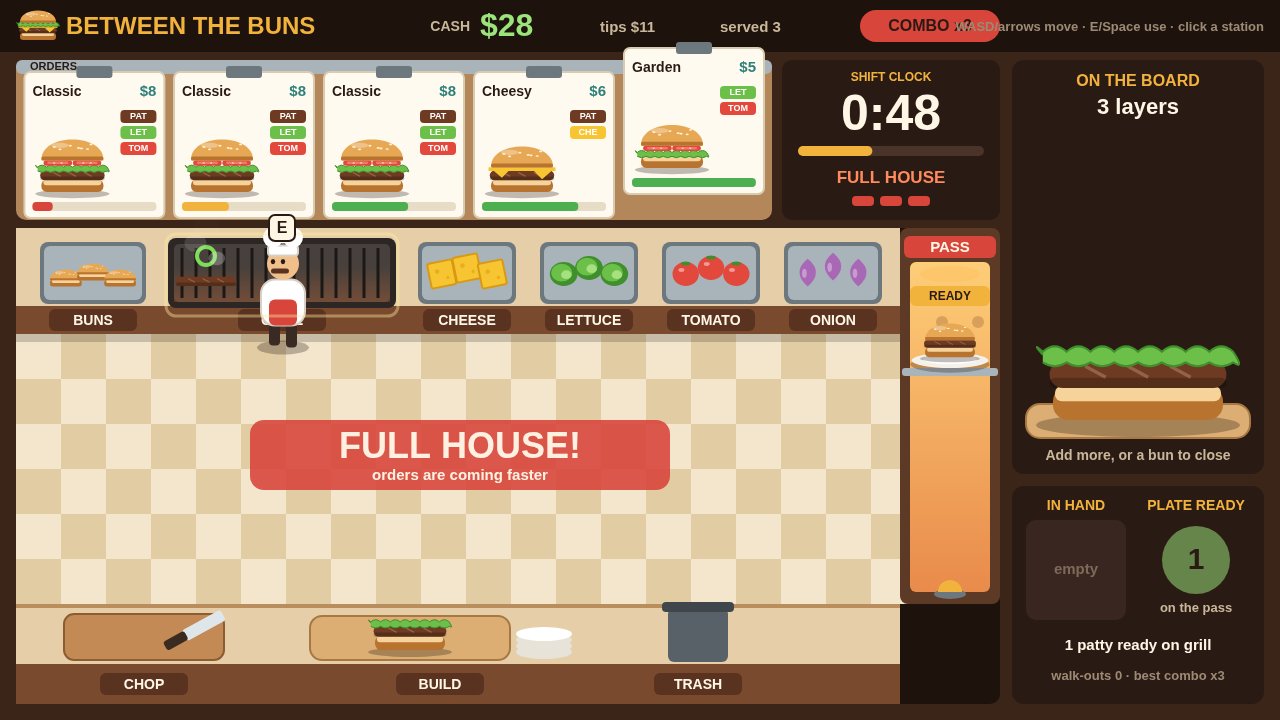 BETWEEN THE BUNS
CASH $28
tips $11
served 3
COMBO
WASD/arrows move · E/Space use · click a station
ORDERS
Classic $8
PAT
LET
TOM
Classic $8
PAT
LET
TOM
Classic $8
PAT
LET
TOM
Cheesy $6
PAT
CHE
Garden $5
LET
TOM
SHIFT CLOCK
0:48
FULL HOUSE
ON THE BOARD
3 layers
Add more, or a bun to close
E
BUNS
CHEESE
LETTUCE
TOMATO
ONION
PASS
READY
FULL HOUSE!
orders are coming faster
CHOP
BUILD
TRASH
IN HAND
empty
PLATE READY
1
on the pass
1 patty ready on grill
walk-outs 0 · best combo x3